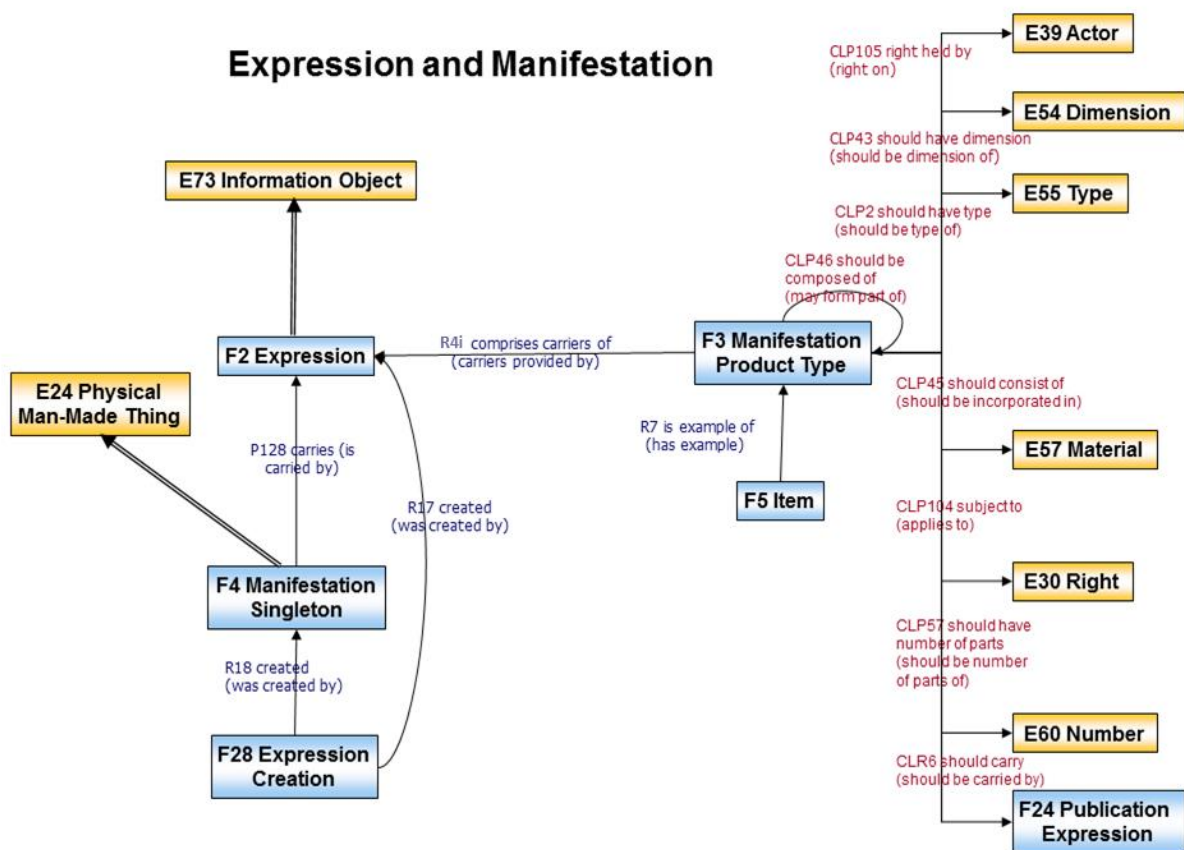 Expression and Manifestation
E39 Actor
CLP105 right held by
(right on)
E54 Dimension
CLP43 should have dimension
(should be dimension of)
E73 Information Object
E55 Type
CLP2 should have type
(should be type of)
CLP46 should be
composed of
(may form part of)
F2 Expression
R4i comprises carriers of
(carriers provided by)
F3 Manifestation
Product Type
E24 Physical
Man-Made Thing
CLP45 should consist of
(should be incorporated in)
P128 carries (is
carried by)
R7 is example of
(has example)
E57 Material
F5 Item
R17 created
(was created by)
CLP104 subject to
(applies to)
F4 Manifestation
Singleton
E30 Right
CLP57 should have
number of parts
(should be number
of parts of)
R18 created
(was created by)
E60 Number
F28 Expression
Creation
CLR6 should carry
(should be carried by)
F24 Publication
Expression